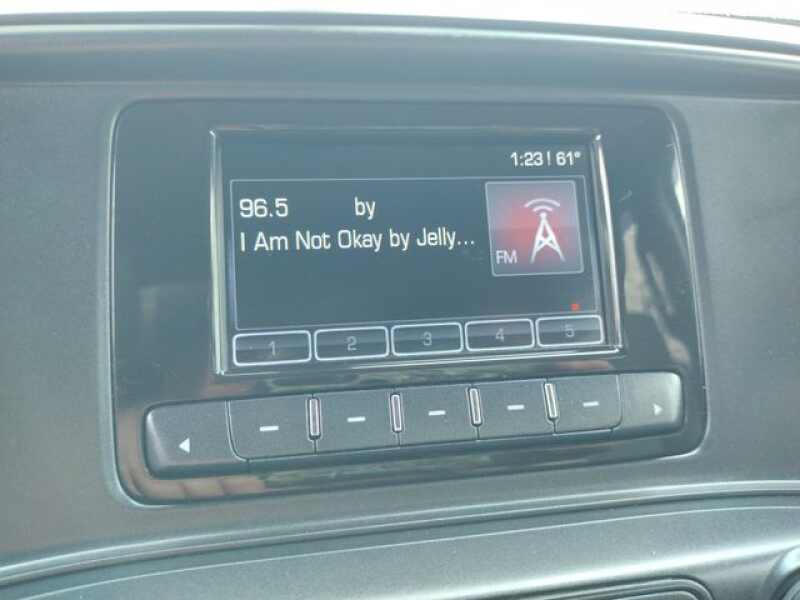 1:23! 61°
96.5 by
I Am Not Okay by Jelly...
FM
1 2 3 4 5